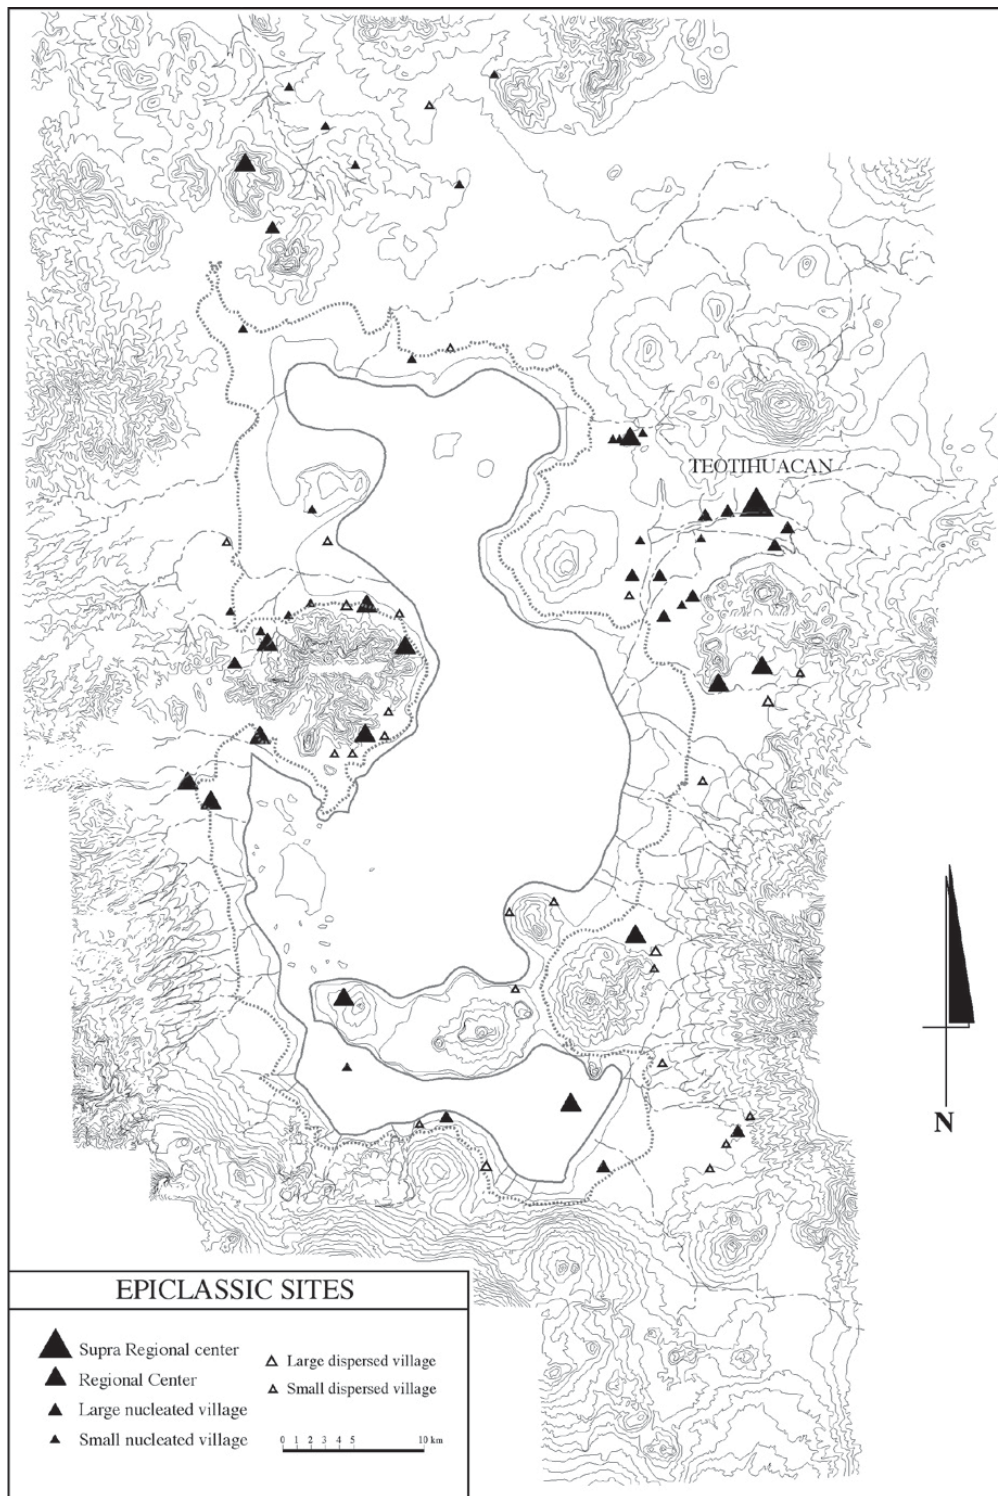 TEOTIHUACAN
N
EPICLASSIC SITES
Supra Regional center
Regional Center
Large nucleated village
Small nucleated village
Large dispersed village
Small dispersed village
0 1 2 3 4 5 10 km